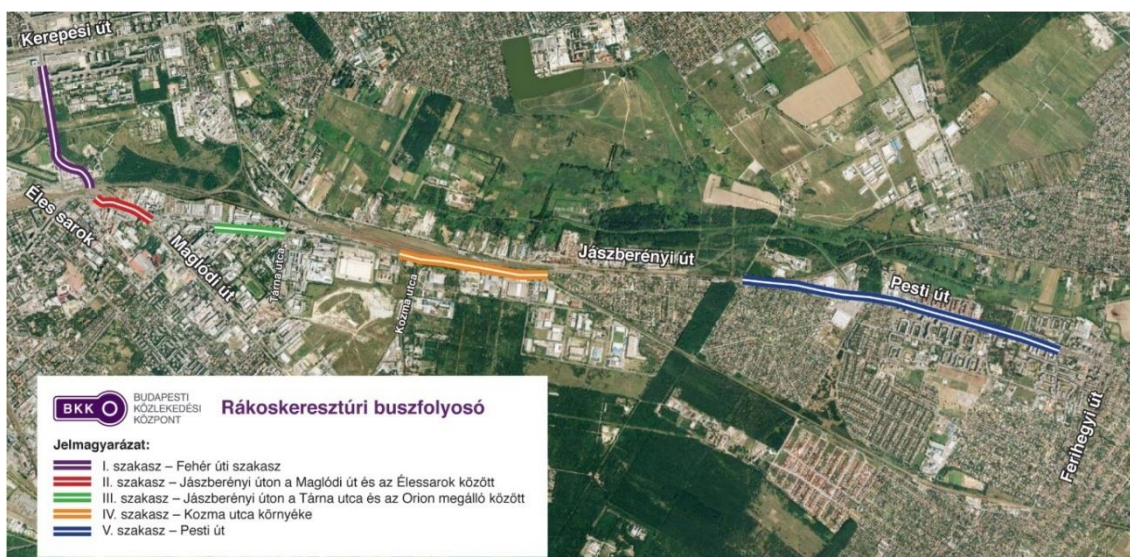 Kerepesi út
Éles sarok
Maglódi út
Tárna utca
Kozma utca
Jászberényi út
Pesti út
Ferihegyi út
BKK
BUDAPESTI
KÖZLEKEDÉSI
KÖZPONT
Rákoskeresztúri buszfolyosó
Jelmagyarázat:
I. szakasz – Fehér úti szakasz
II. szakasz – Jászberényi úton a Maglódi út és az Élessarok között
III. szakasz – Jászberényi úton a Tárna utca és az Orion megálló között
IV. szakasz – Kozma utca környéke
V. szakasz – Pesti út